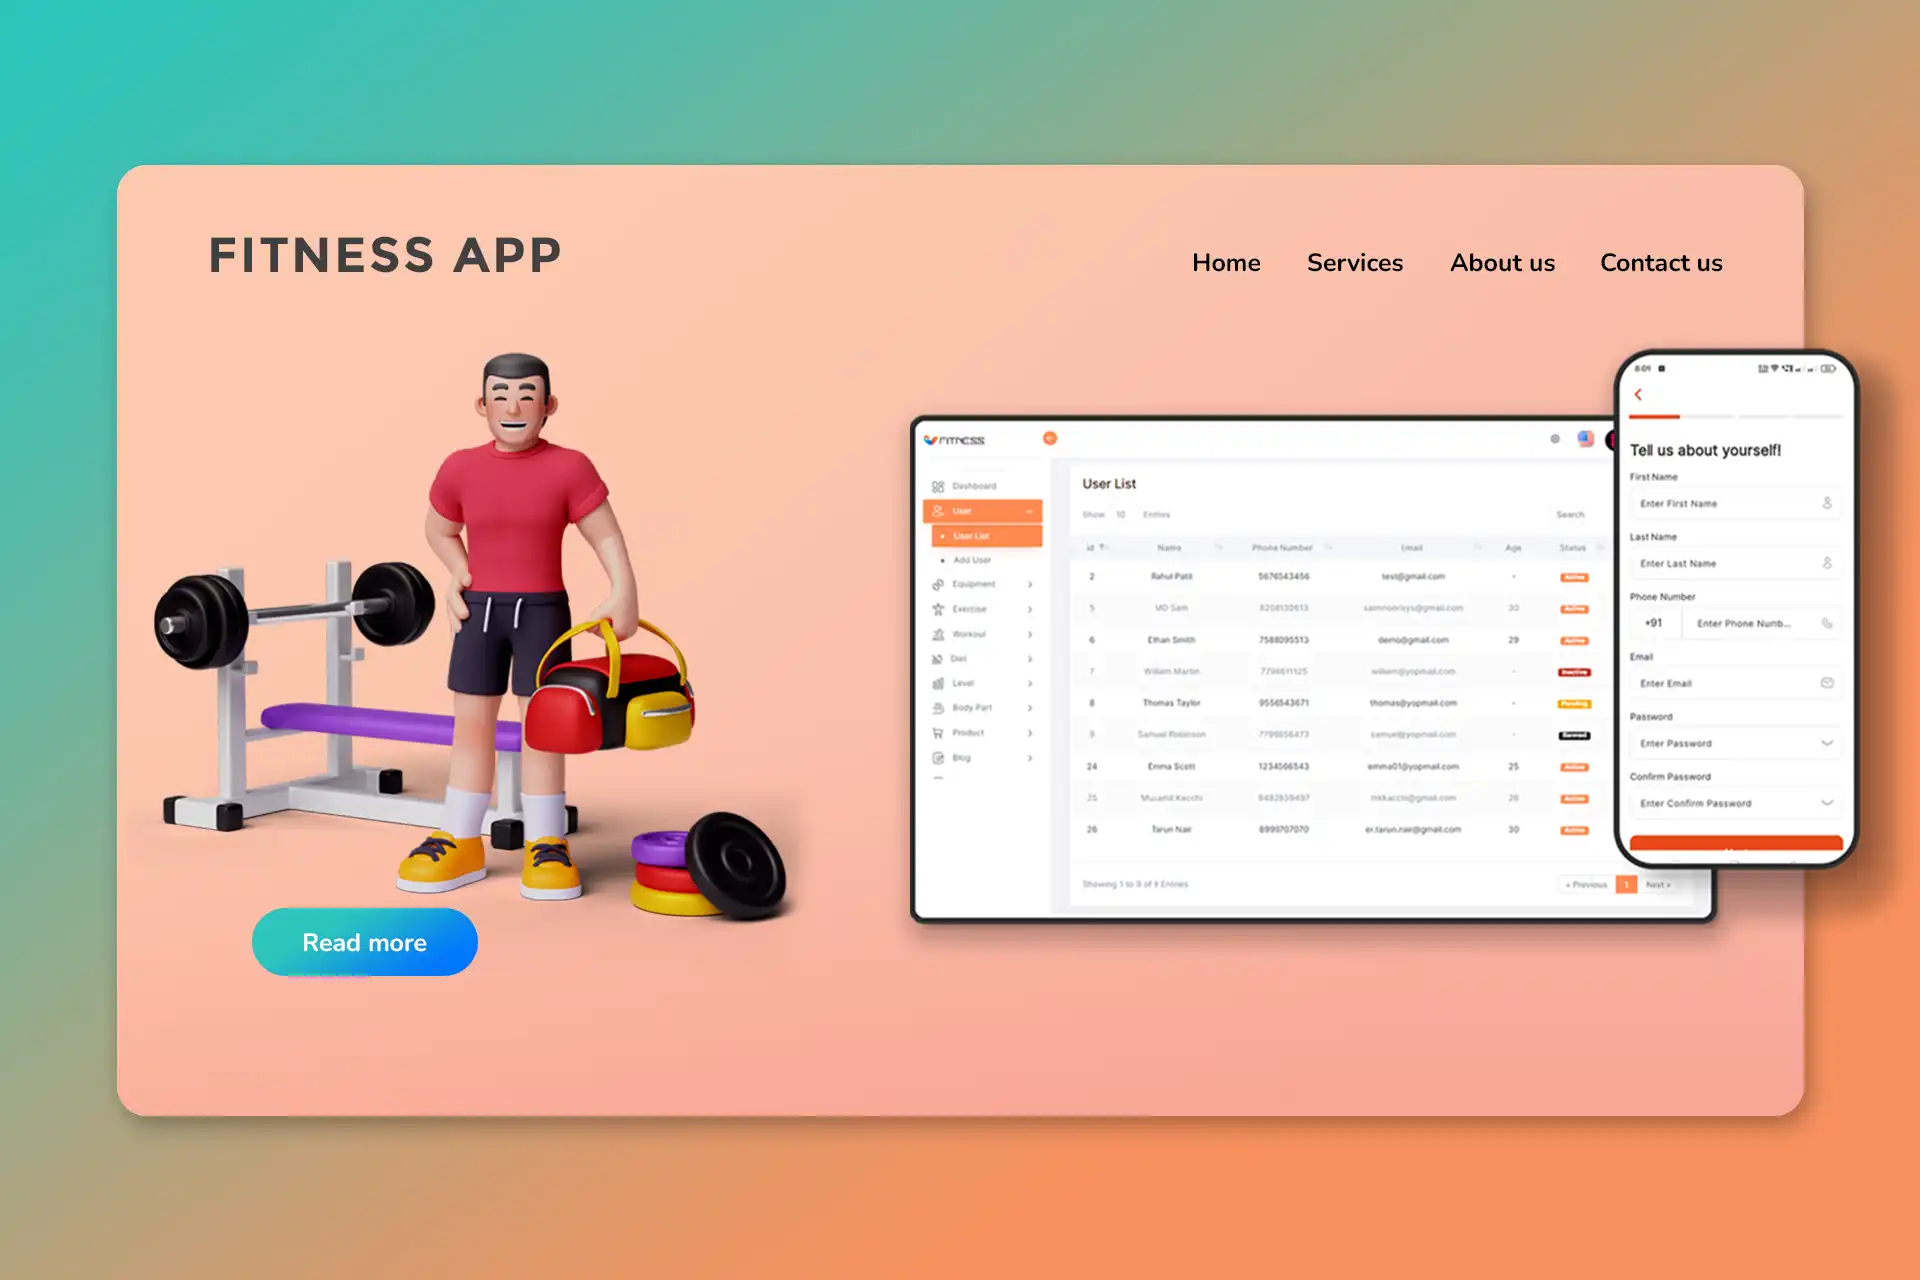 FITNESS APP
Home Services About us Contact us
Read more
FITNESS
Dashboard
User
User List
Add User
Equipment
Exercise
Workout
Diet
Level
Body Part
Product
Blog
User List
Show 10 Entries Search
id Name Phone Number Email Age Status
2 Rahul Patil 5676543456 test@gmail.com - Active
5 MD Sam 8208130613 saimnoorisys@gmail.com 30 Active
6 Ethan Smith 7588095513 demo@gmail.com 29 Active
7 William Martin 7796611125 william@yopmail.com - Inactive
8 Thomas Taylor 9556543671 thomas@yopmail.com - Pending
9 Samuel Robinson 7796656473 samuel@yopmail.com - Banned
24 Emma Scott 1234566543 emma01@yopmail.com 25 Active
25 Muzamil Kacchi 8482839497 mkkacchi@gmail.com 26 Active
26 Tarun Nair 8999707070 er.tarun.nair@gmail.com 30 Active
Showing 1 to 9 of 9 Entries
« Previous 1 Next »
8:09
Tell us about yourself!
First Name
Enter First Name
Last Name
Enter Last Name
Phone Number
+91 Enter Phone Numb...
Email
Enter Email
Password
Enter Password
Confirm Password
Enter Confirm Password